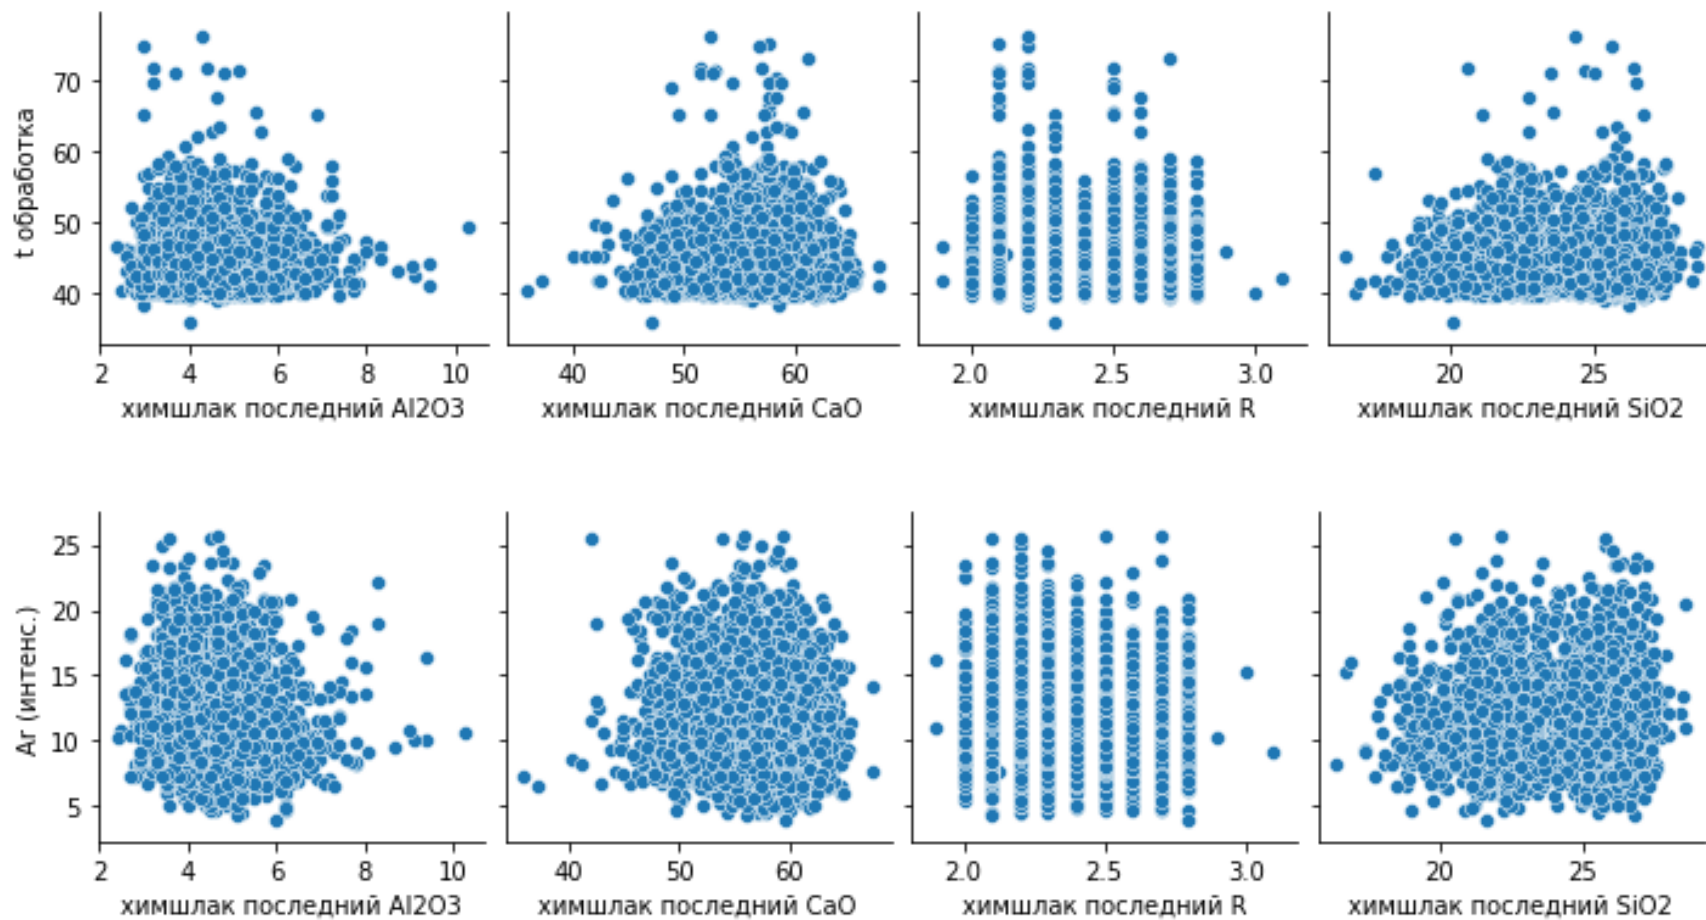 70
60
50
40
t обработка
2 4 6 8 10
40 50 60
2.0 2.5 3.0
20 25
химшлак последний Al2O3
химшлак последний CaO
химшлак последний R
химшлак последний SiO2
25
20
15
10
5
Ar (интенс.)
2 4 6 8 10
40 50 60
2.0 2.5 3.0
20 25
химшлак последний Al2O3
химшлак последний CaO
химшлак последний R
химшлак последний SiO2